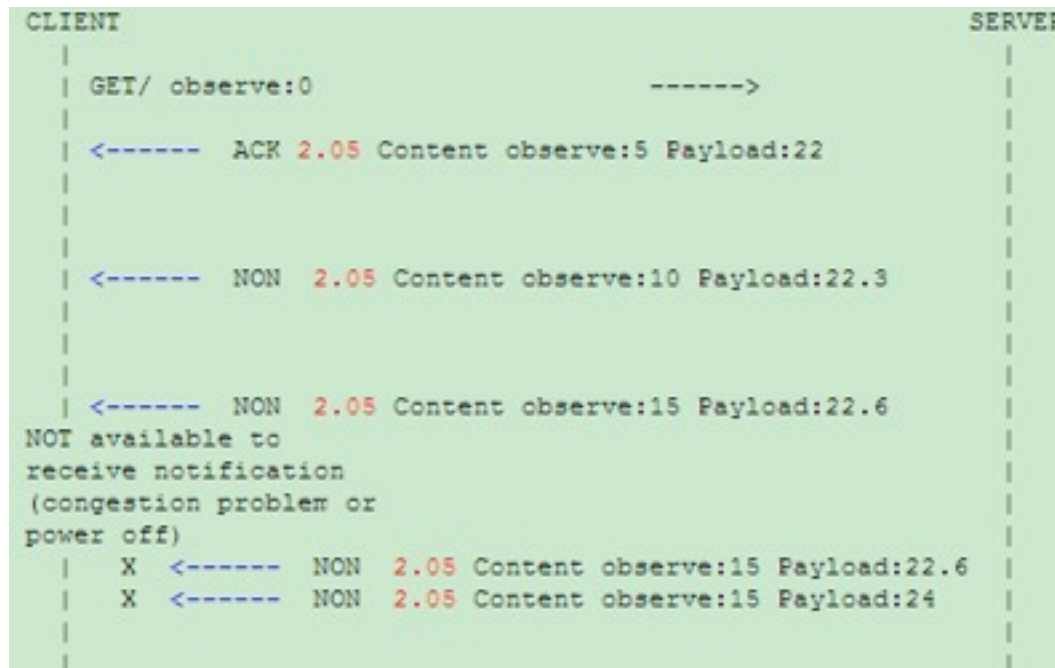 CLIENT SERVER
GET/ observe:0 ------>
<------ ACK 2.05 Content observe:5 Payload:22
<------ NON 2.05 Content observe:10 Payload:22.3
<------ NON 2.05 Content observe:15 Payload:22.6
NOT available to
receive notification
(congestion problem or
power off)
X <------ NON 2.05 Content observe:15 Payload:22.6
X <------ NON 2.05 Content observe:15 Payload:24